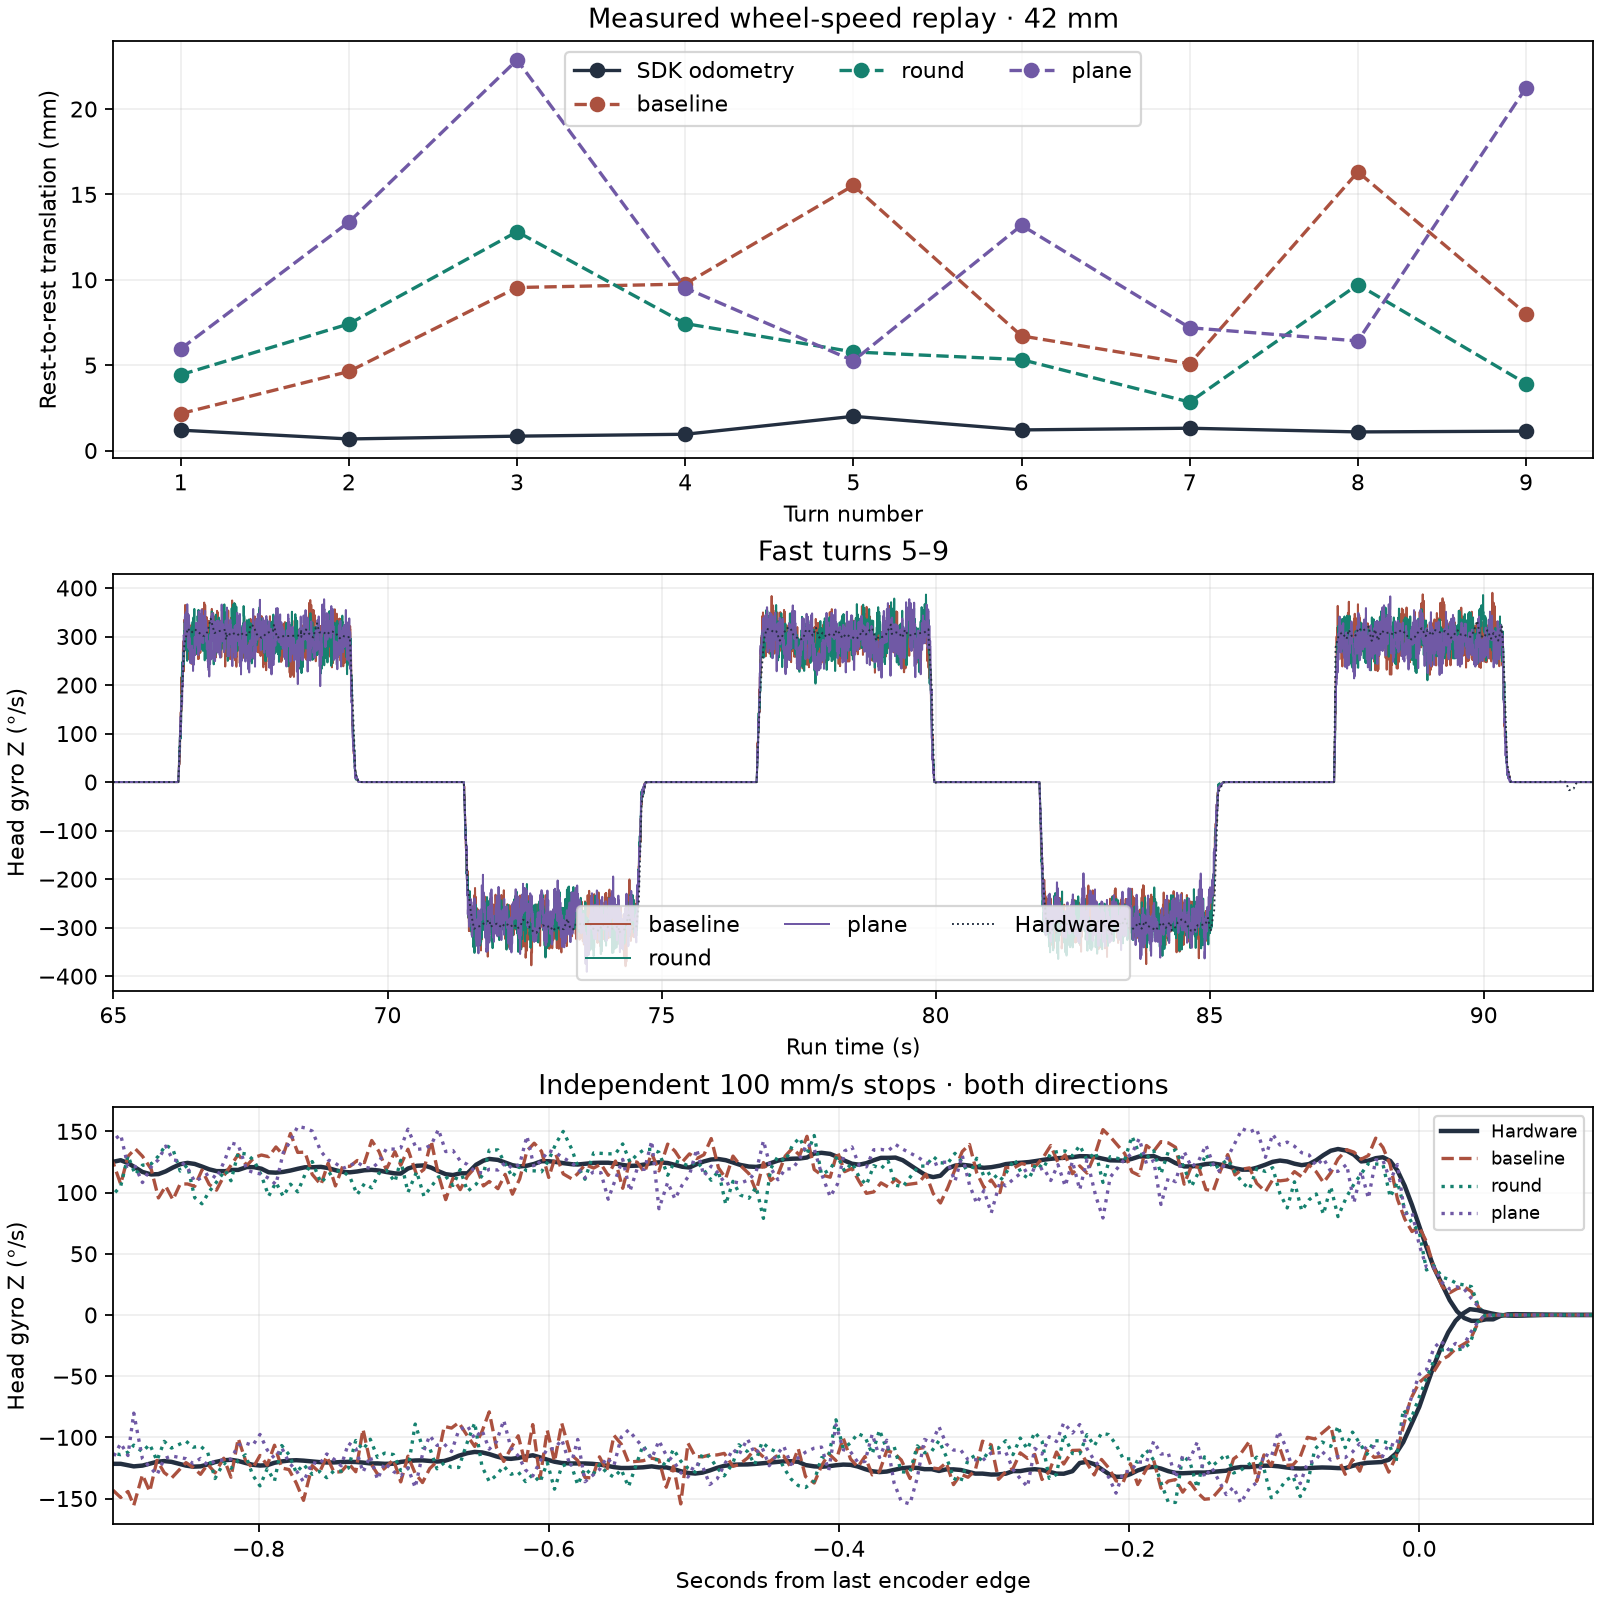 Measured wheel-speed replay · 42 mm
Rest-to-rest translation (mm)
SDK odometry
baseline
round
plane
20
15
10
5
0
1 2 3 4 5 6 7 8 9
Turn number
Fast turns 5–9
Head gyro Z (°/s)
400
300
200
100
0
−100
−200
−300
−400
baseline
round
plane
Hardware
65 70 75 80 85 90
Run time (s)
Independent 100 mm/s stops · both directions
Head gyro Z (°/s)
150
100
50
0
−50
−100
−150
Hardware
baseline
round
plane
−0.8 −0.6 −0.4 −0.2 0.0
Seconds from last encoder edge